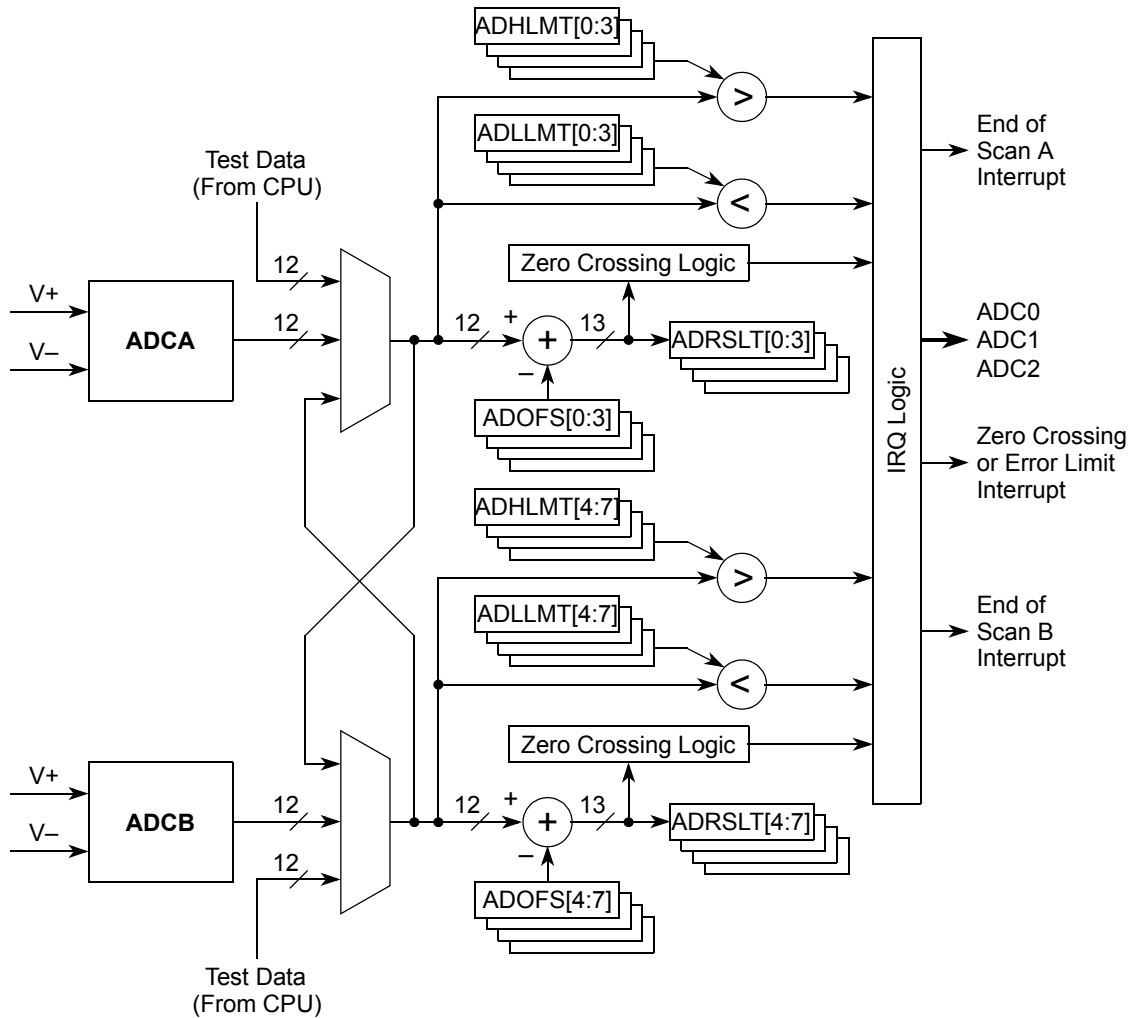 ADHLMT[0:3]
>
ADLLMT[0:3]
<
Test Data
(From CPU)
End of
Scan A
Interrupt
12
Zero Crossing Logic
V+
ADCA
12
V–
12
+
+
–
13
ADRSLT[0:3]
ADOFS[0:3]
IRQ Logic
ADC0
ADC1
ADC2
Zero Crossing
or Error Limit
Interrupt
ADHLMT[4:7]
>
ADLLMT[4:7]
<
End of
Scan B
Interrupt
Zero Crossing Logic
V+
ADCB
12
V–
12
12
+
+
–
13
ADRSLT[4:7]
ADOFS[4:7]
Test Data
(From CPU)